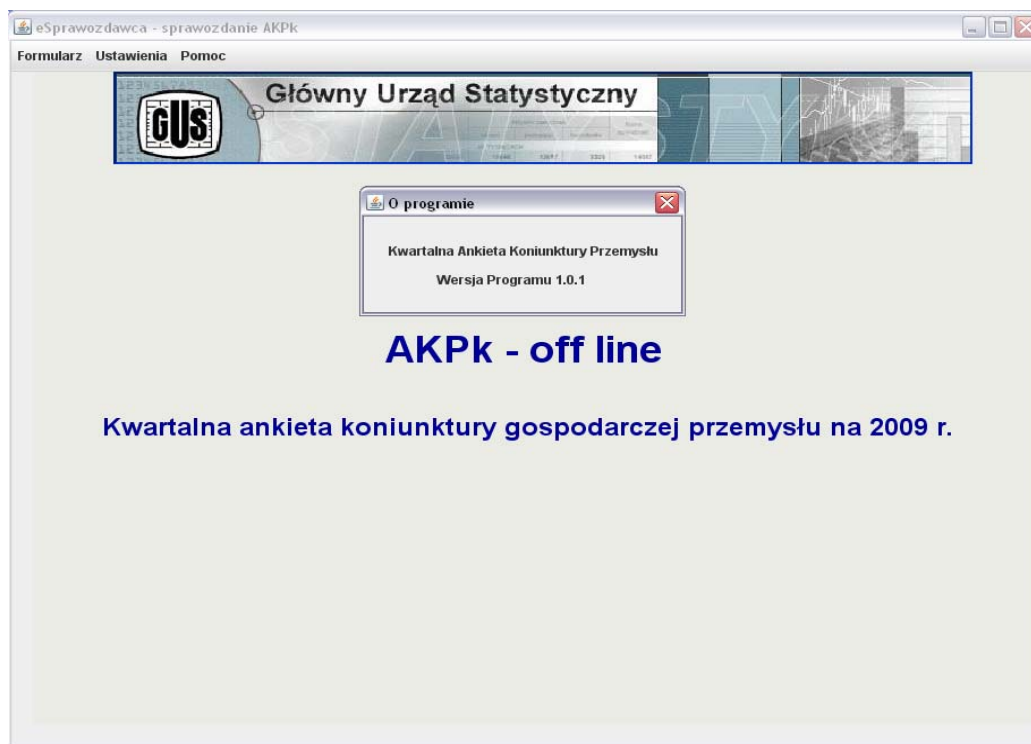 eSprawozdawca - sprawozdanie AKPk
Formularz Ustawienia Pomoc
GUS
Główny Urząd Statystyczny
O programie
Kwartalna Ankieta Koniunktury Przemysłu
Wersja Programu 1.0.1
AKPk - off line
Kwartalna ankieta koniunktury gospodarczej przemysłu na 2009 r.